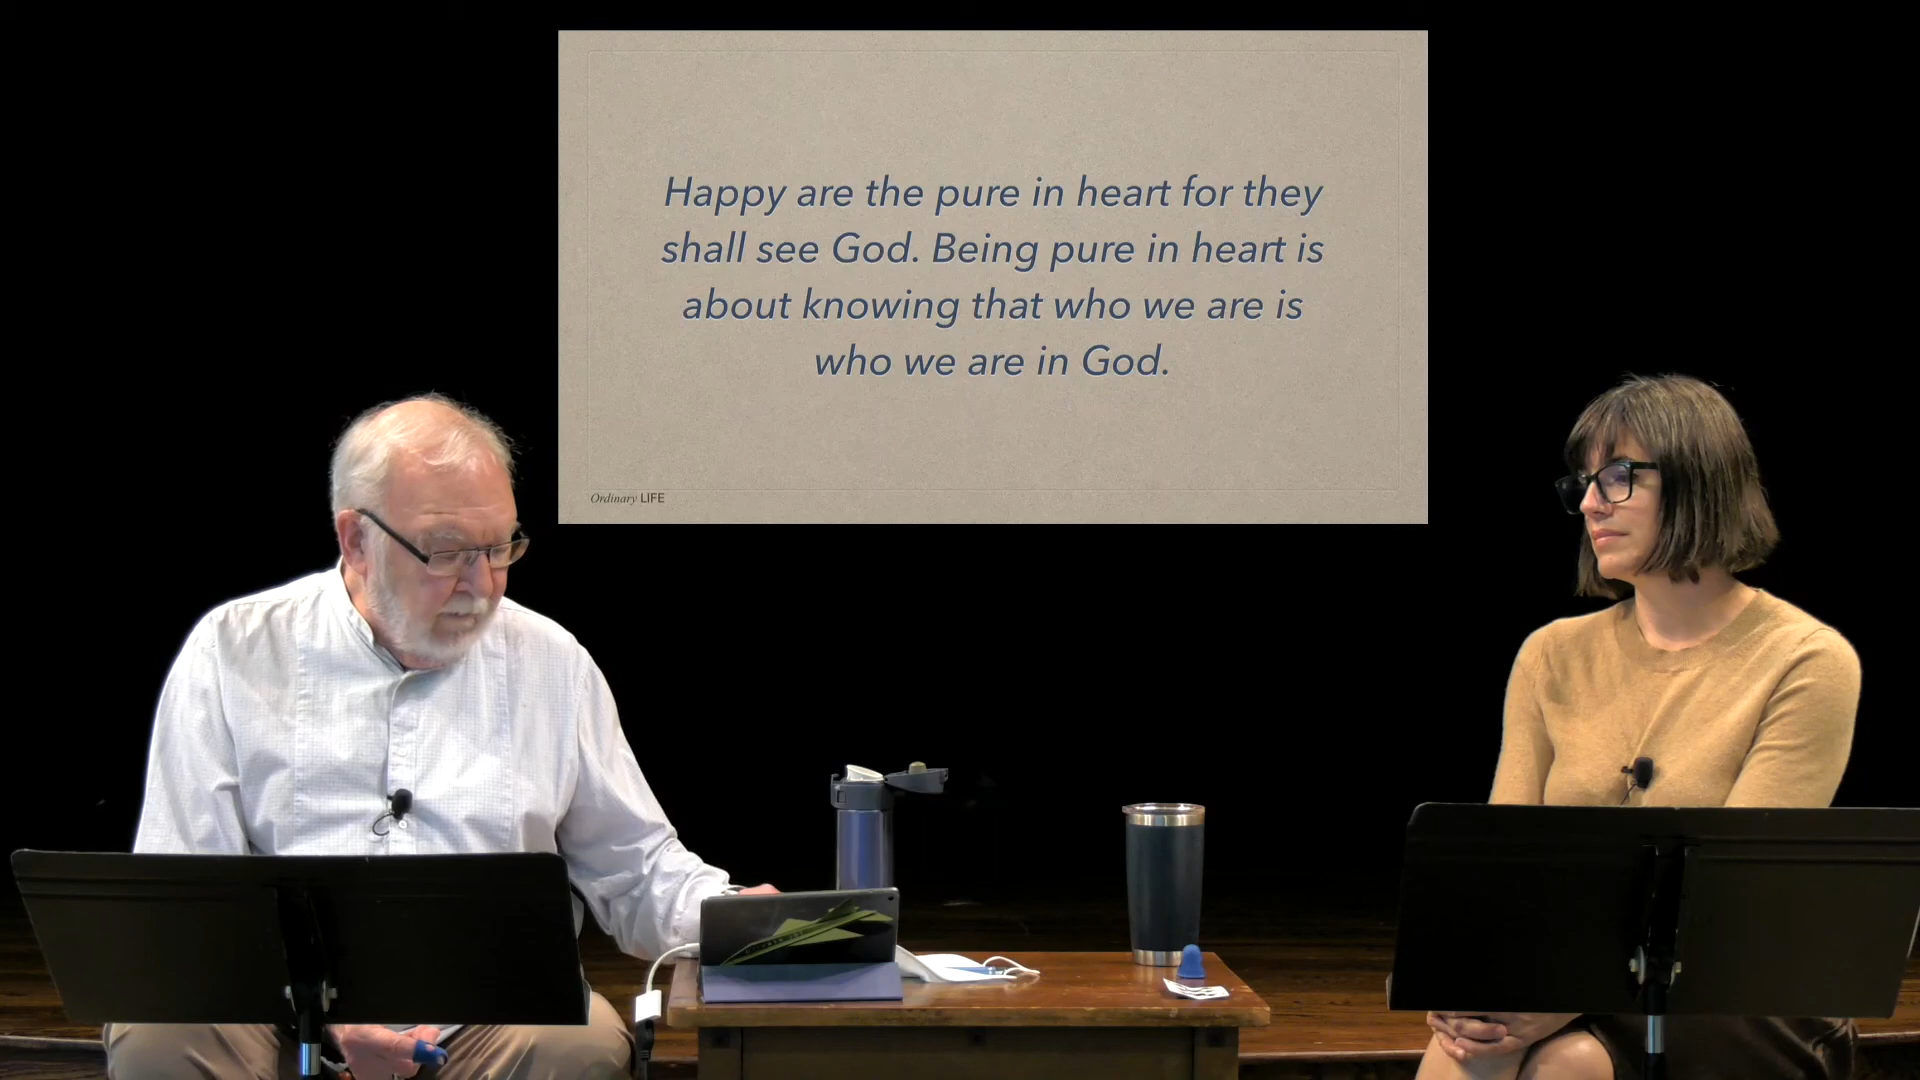 Happy are the pure in heart for they
shall see God. Being pure in heart is
about knowing that who we are is
who we are in God.
Ordinary LIFE